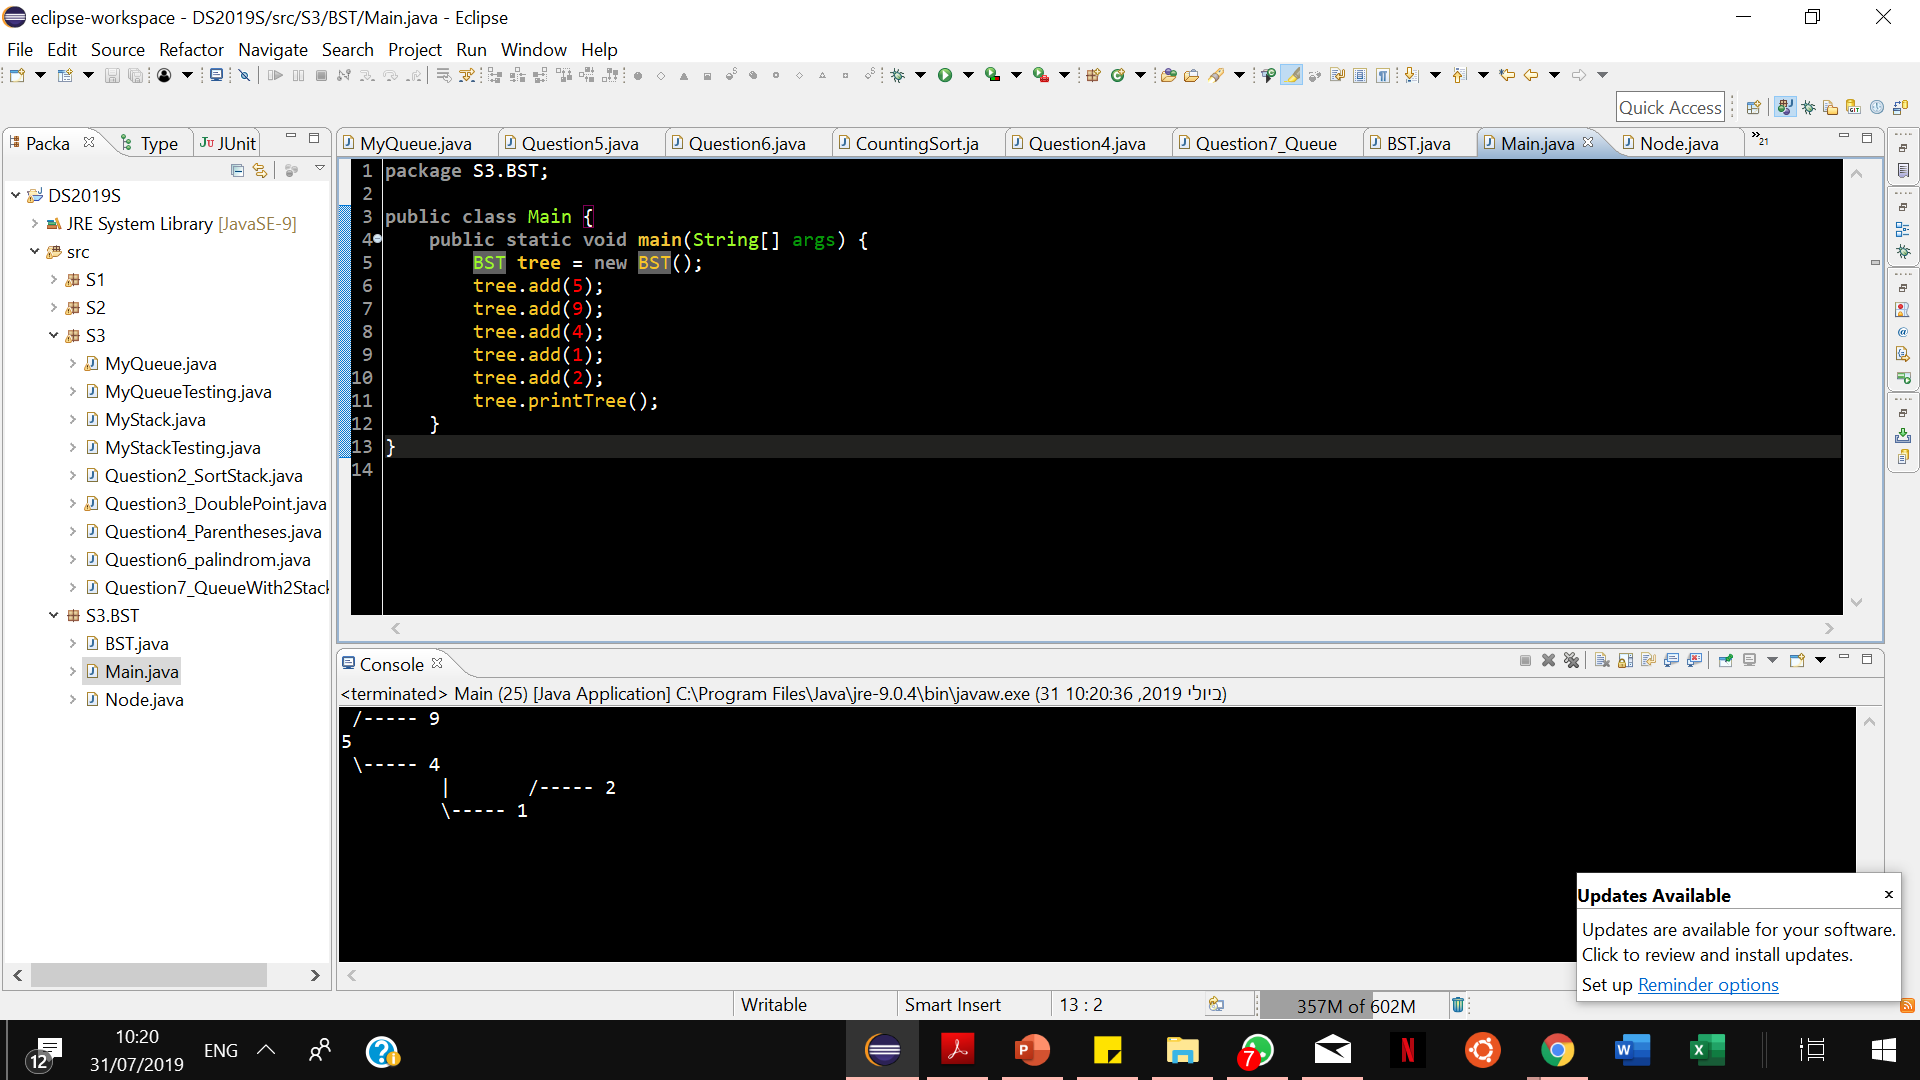 eclipse-workspace - DS2019S/src/S3/BST/Main.java - Eclipse
File Edit Source Refactor Navigate Search Project Run Window Help
Quick Access
Packa Type JUnit
MyQueue.java Question5.java Question6.java CountingSort.ja Question4.java Question7_Queue BST.java Main.java Node.java »21
DS2019S
JRE System Library [JavaSE-9]
src
S1
S2
S3
MyQueue.java
MyQueueTesting.java
MyStack.java
MyStackTesting.java
Question2_SortStack.java
Question3_DoublePoint.java
Question4_Parentheses.java
Question6_palindrom.java
Question7_QueueWith2Stack
S3.BST
BST.java
Main.java
Node.java
1 package S3.BST;
2
3 public class Main {
4 public static void main(String[] args) {
5 BST tree = new BST();
6 tree.add(5);
7 tree.add(9);
8 tree.add(4);
9 tree.add(1);
10 tree.add(2);
11 tree.printTree();
12 }
13 }
14
Console
<terminated> Main (25) [Java Application] C:\Program Files\Java\jre-9.0.4\bin\javaw.exe (31 ביולי 2019, 10:20:36)
/----- 9
5
\----- 4
| /----- 2
\----- 1
Updates Available x
Updates are available for your software.
Click to review and install updates.
Set up Reminder options
Writable Smart Insert 13 : 2 357M of 602M
12 10:20
31/07/2019
ENG
7